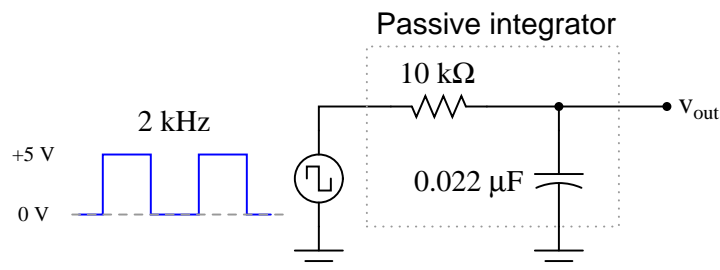 Passive integrator
10 kΩ
2 kHz
v_out
+5 V
0.022 µF
0 V